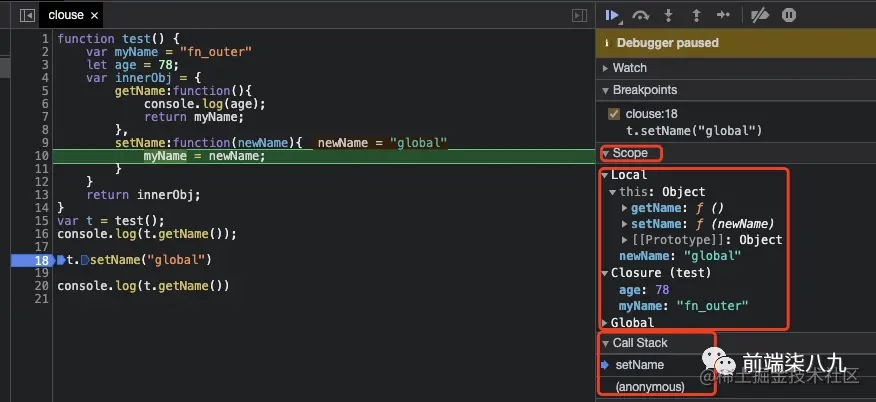 clouse ×
1 function test() {
2 var myName = "fn_outer"
3 let age = 78;
4 var innerObj = {
5 getName:function(){
6 console.log(age);
7 return myName;
8 },
9 setName:function(newName){ newName = "global"
10 myName = newName;
11 }
12 }
13 return innerObj;
14 }
15 var t = test();
16 console.log(t.getName());
17
18 t.setName("global")
19
20 console.log(t.getName())
21
Debugger paused
Watch
Breakpoints
clouse:18
t.setName("global")
Scope
Local
this: Object
getName: ƒ ()
setName: ƒ (newName)
[[Prototype]]: Object
newName: "global"
Closure (test)
age: 78
myName: "fn_outer"
Global
Call Stack
setName
(anonymous)
前端柒八九
@稀土掘金技术社区